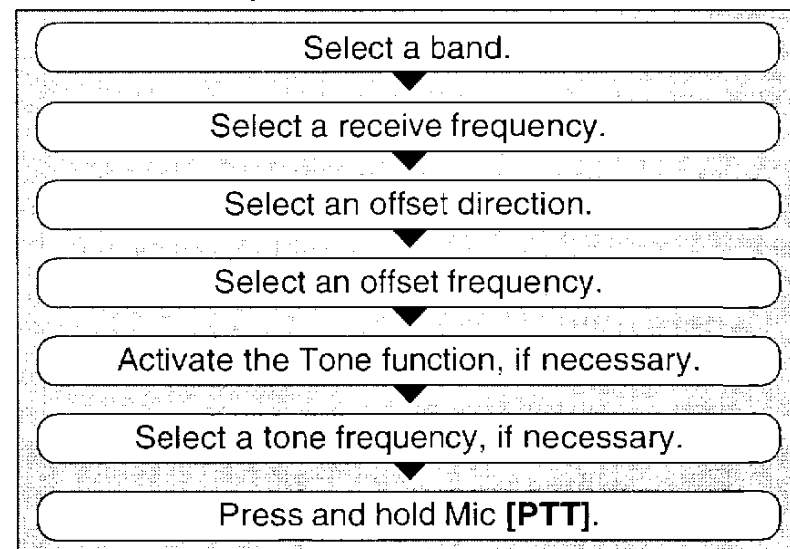 Select a band.
Select a receive frequency.
Select an offset direction.
Select an offset frequency.
Activate the Tone function, if necessary.
Select a tone frequency, if necessary.
Press and hold Mic [PTT].